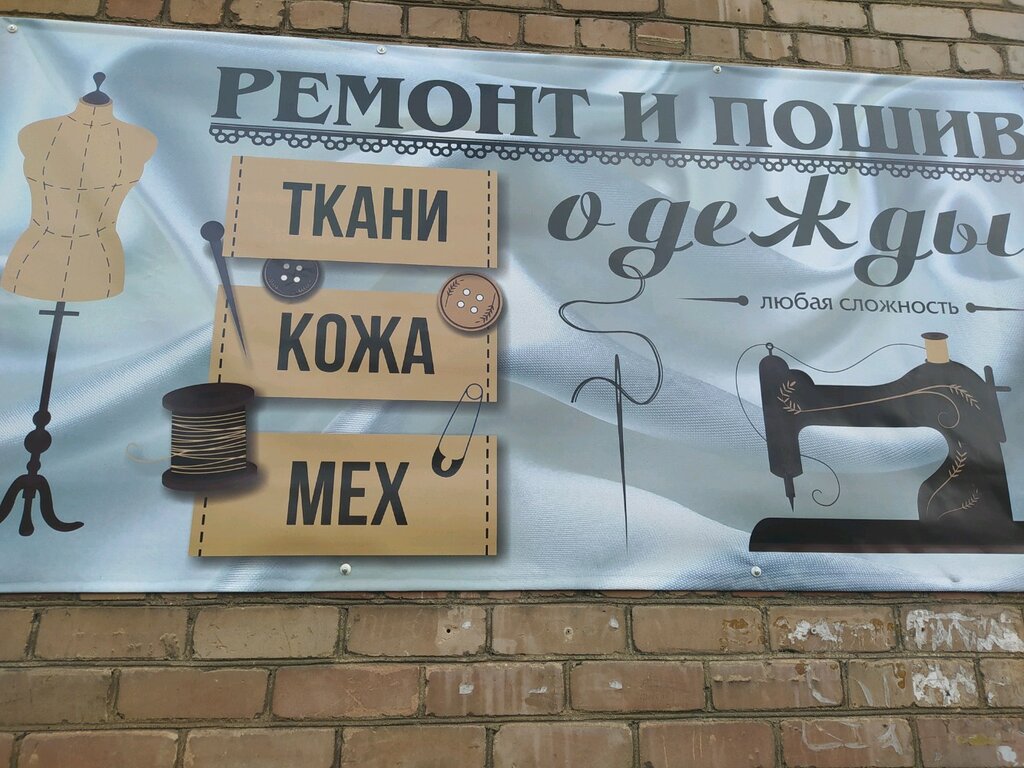 РЕМОНТ И ПОШИВ
одежды
любая сложность
ТКАНИ
КОЖА
МЕХ